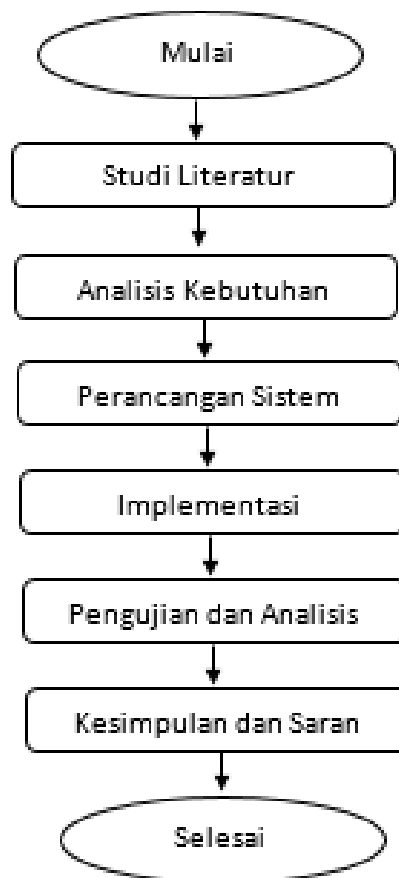 Mulai
Studi Literatur
Analisis Kebutuhan
Perancangan Sistem
Implementasi
Pengujian dan Analisis
Kesimpulan dan Saran
Selesai